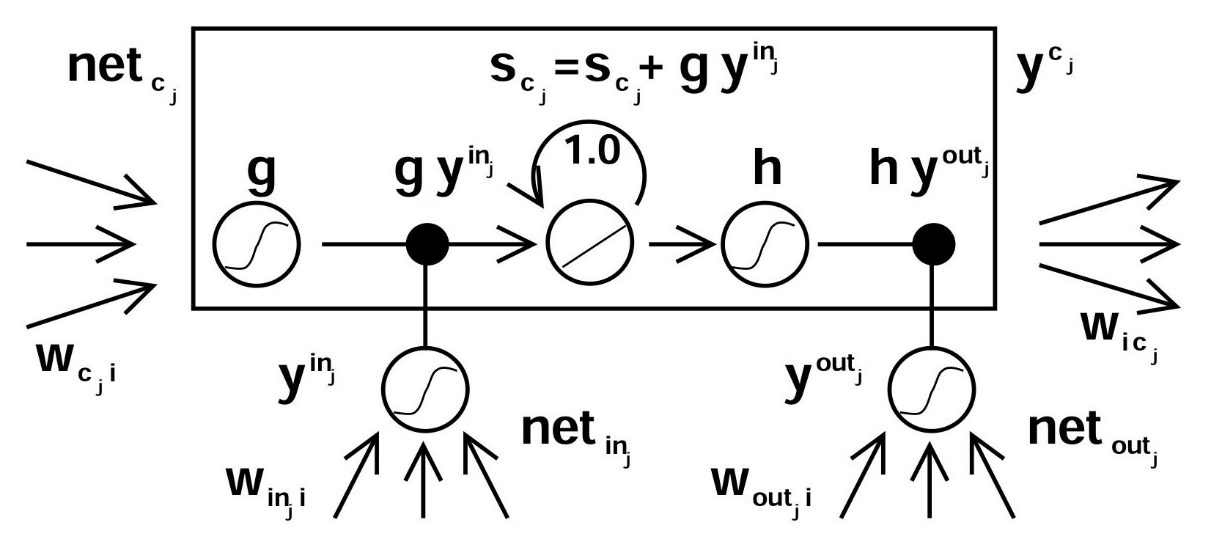 net c j
s c j = s c j + g y in j
y c j
g
g y in j
1.0
h
h y out j
w c j i
y in j
net in j
w in j i
y out j
net out j
w out j i
w i c j